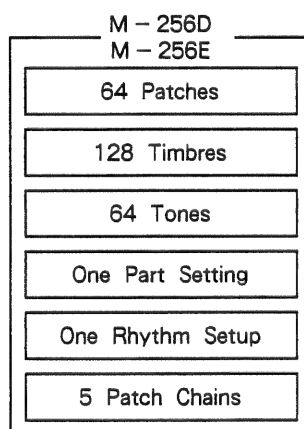 M – 256D
M – 256E
64 Patches
128 Timbres
64 Tones
One Part Setting
One Rhythm Setup
5 Patch Chains